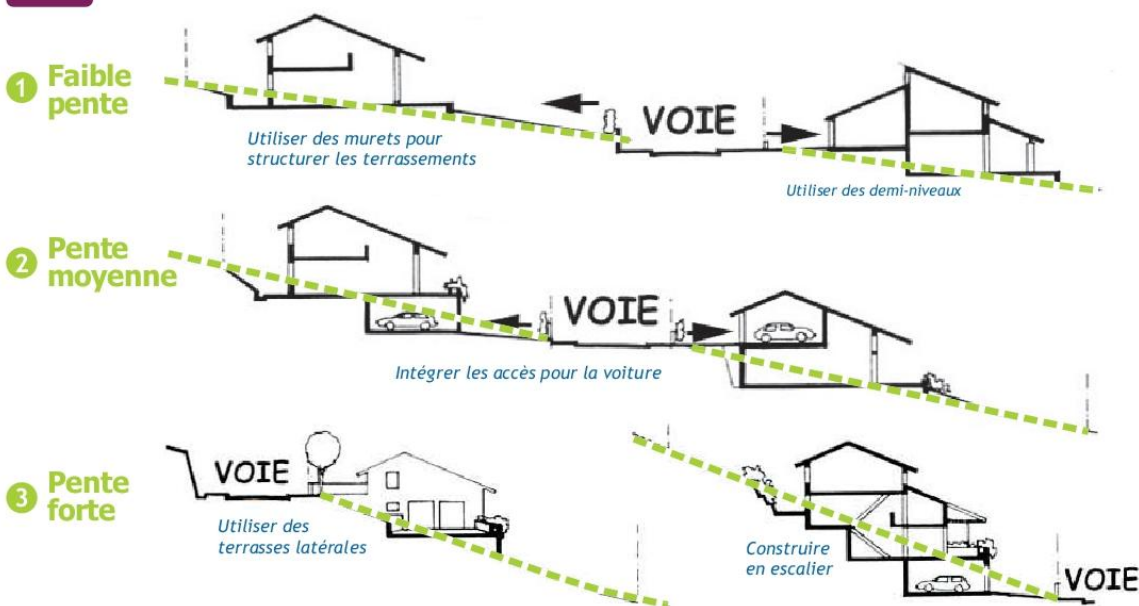 1 Faible
pente
VOIE
Utiliser des murets pour
structurer les terrassements
Utiliser des demi-niveaux
2 Pente
moyenne
VOIE
Intégrer les accès pour la voiture
3 Pente
forte
VOIE
Utiliser des
terrasses latérales
Construire
en escalier
VOIE